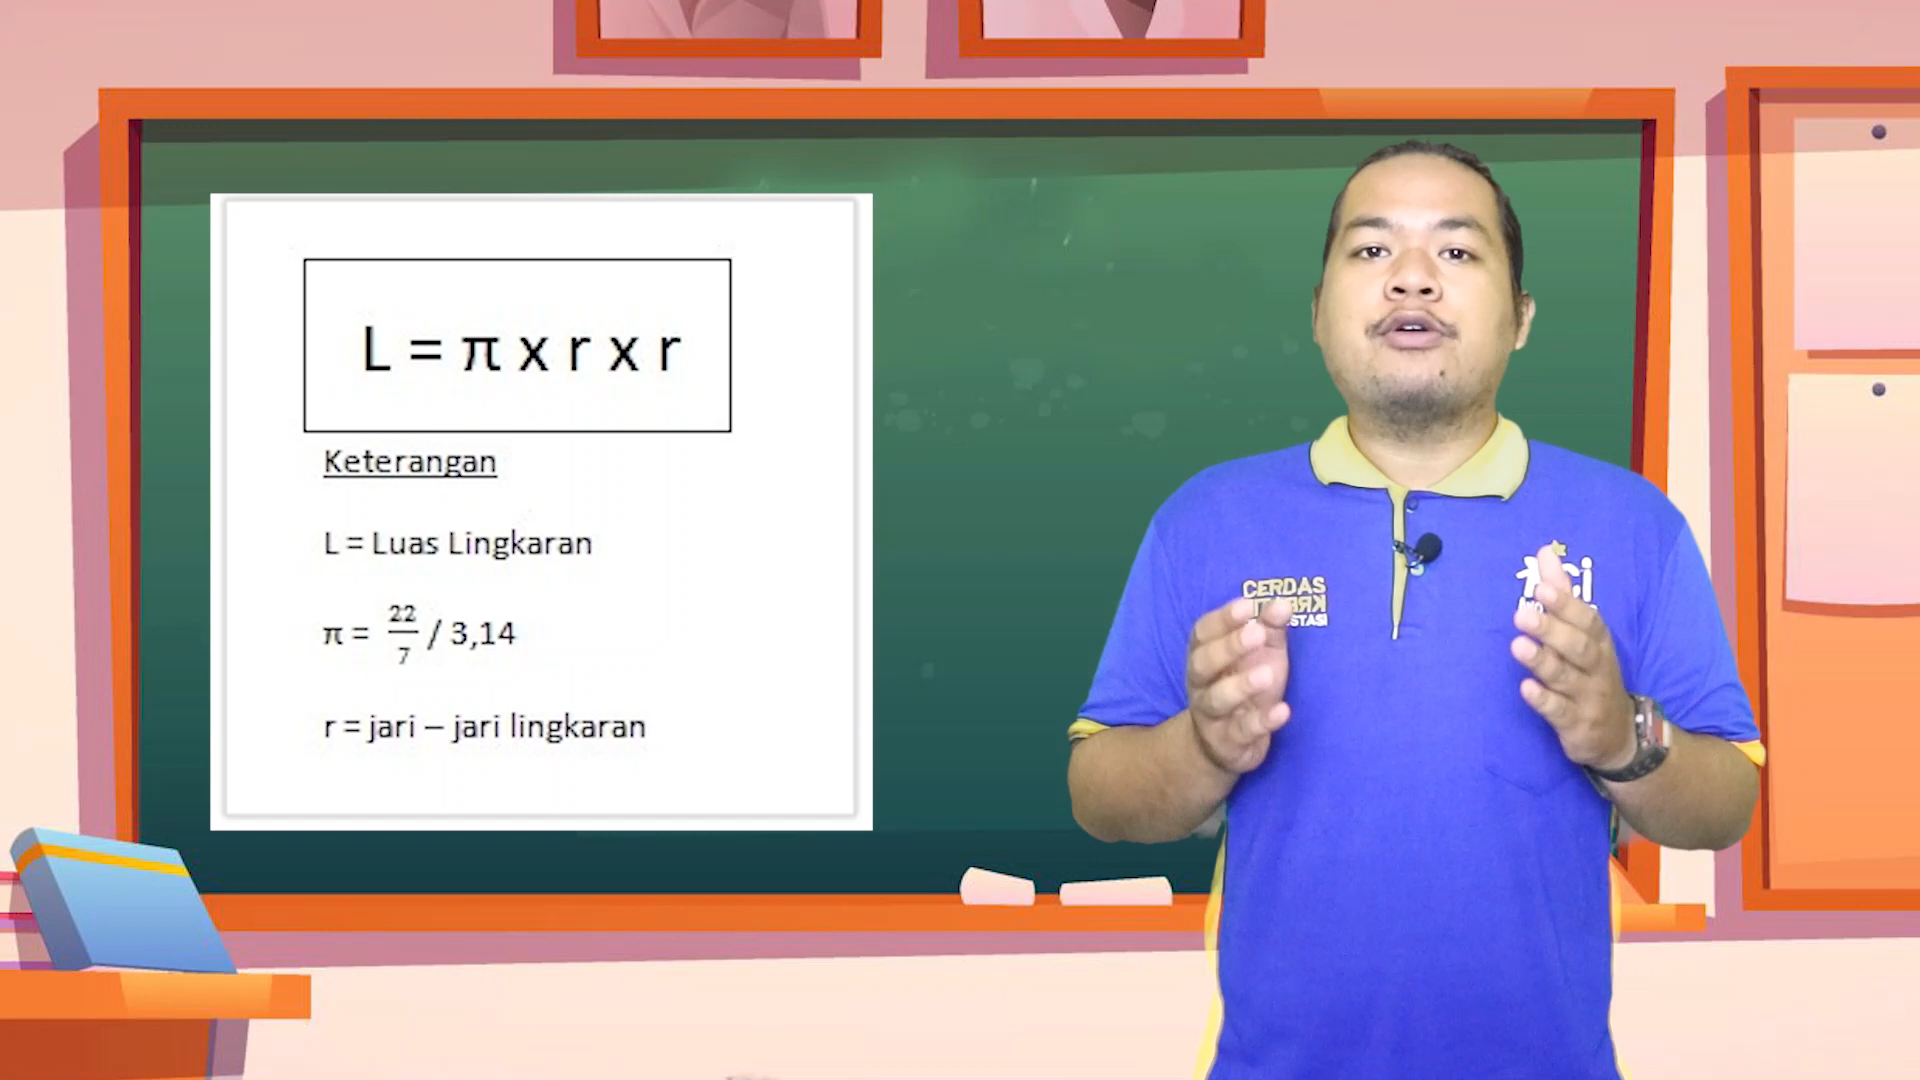 L = π x r x r
Keterangan
L = Luas Lingkaran
π = 22/7 / 3,14
r = jari – jari lingkaran
CERDAS